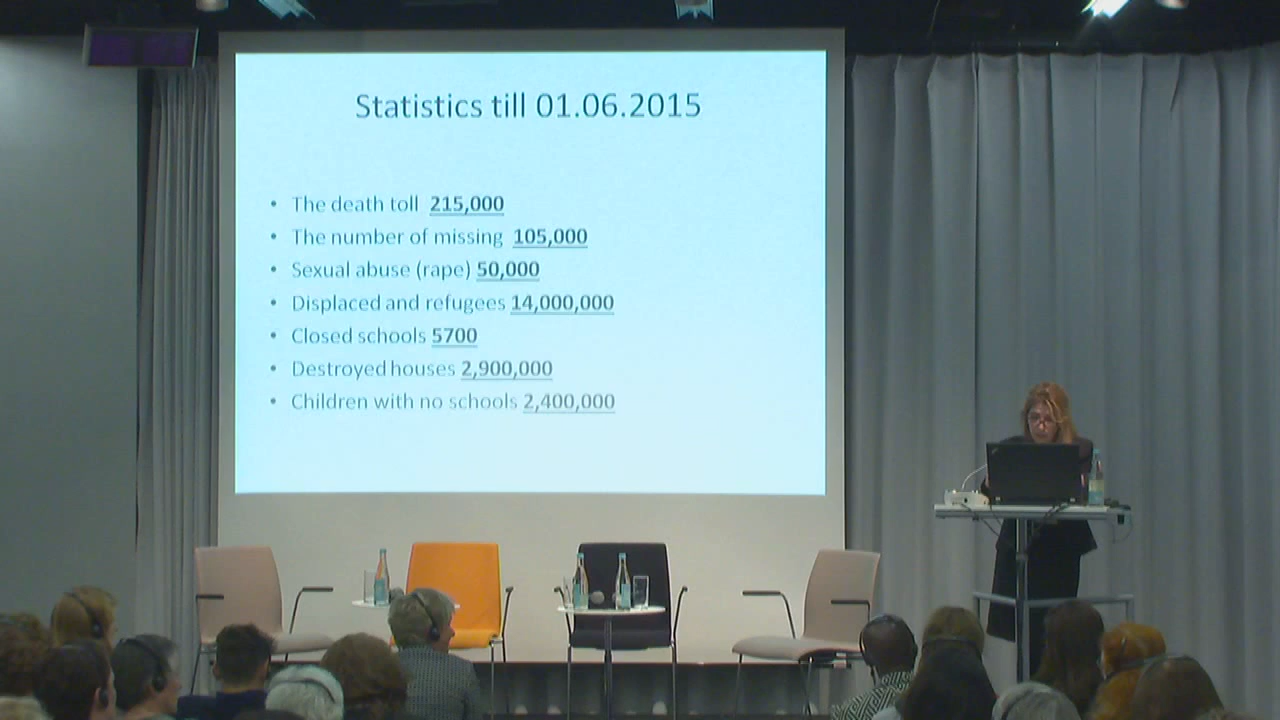 Statistics till 01.06.2015
• The death toll 215,000
• The number of missing 105,000
• Sexual abuse (rape) 50,000
• Displaced and refugees 14,000,000
• Closed schools 5700
• Destroyed houses 2,900,000
• Children with no schools 2,400,000